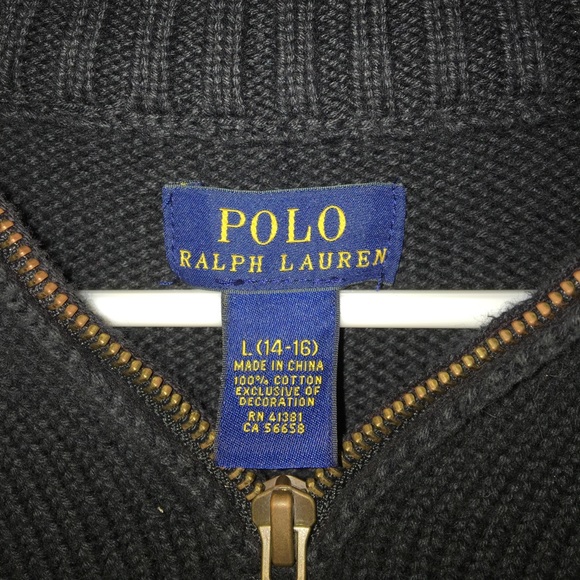 POLO
RALPH LAUREN
L (14-16)
MADE IN CHINA
100% COTTON
EXCLUSIVE OF
DECORATION
RN 41381
CA 56658